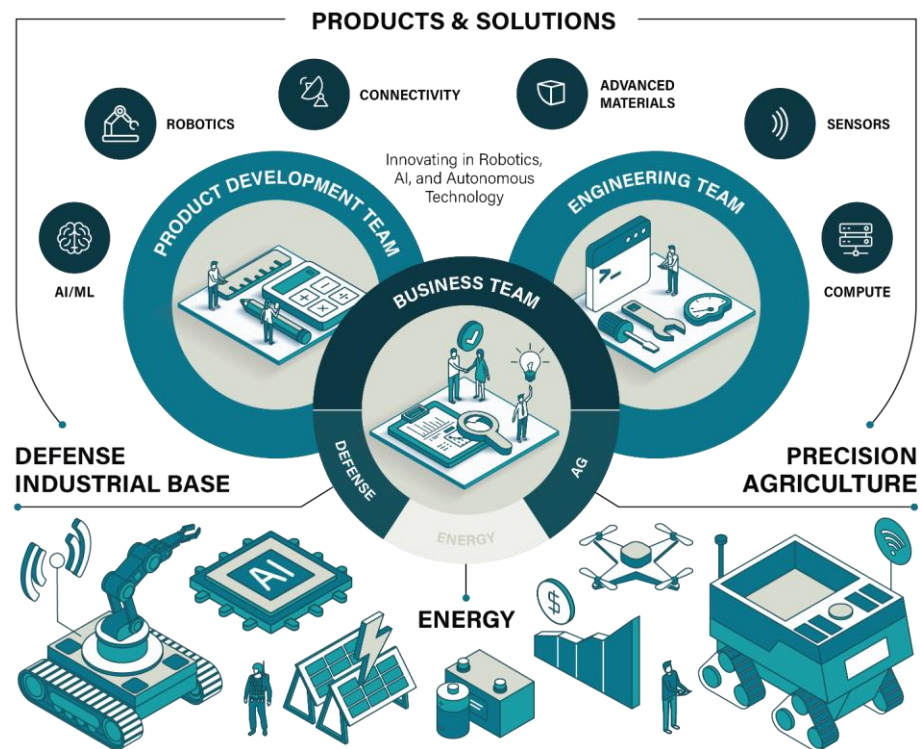 PRODUCTS & SOLUTIONS
CONNECTIVITY
ADVANCED
MATERIALS
ROBOTICS
SENSORS
Innovating in Robotics,
AI, and Autonomous
Technology
PRODUCT DEVELOPMENT TEAM
ENGINEERING TEAM
AI/ML
COMPUTE
BUSINESS TEAM
DEFENSE
ENERGY
AG
DEFENSE
INDUSTRIAL BASE
PRECISION
AGRICULTURE
ENERGY
AI
$